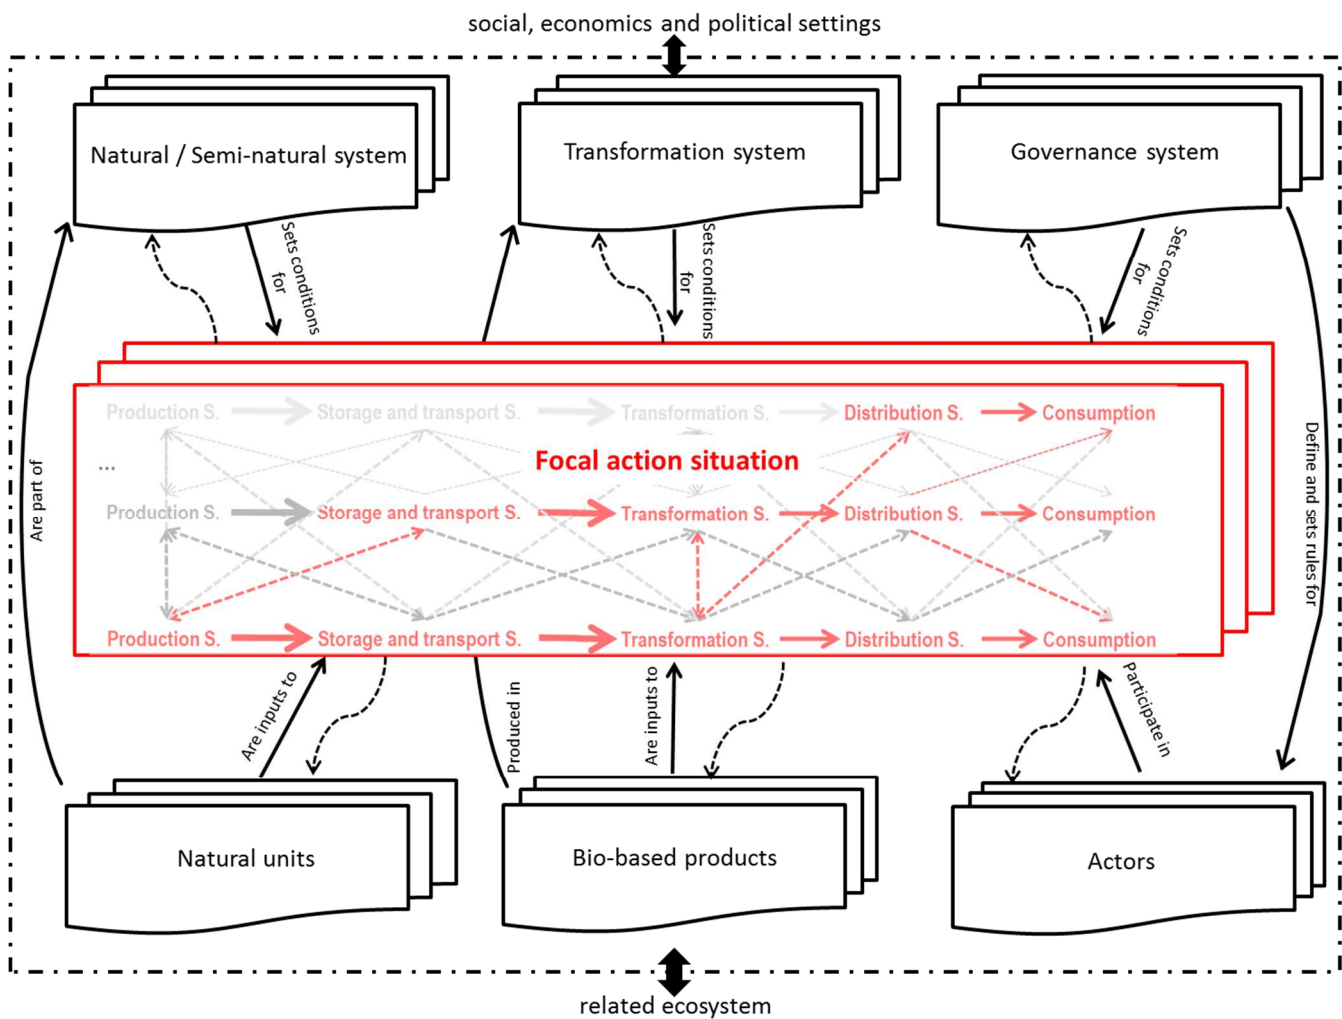 social, economics and political settings
Natural / Semi-natural system
Transformation system
Governance system
Sets conditions
for
Sets conditions
for
Sets conditions
for
Production S.
Storage and transport S.
Transformation S.
Distribution S.
Consumption
Focal action situation
...
Production S.
Storage and transport S.
Transformation S.
Distribution S.
Consumption
Production S.
Storage and transport S.
Transformation S.
Distribution S.
Consumption
Are part of
Define and sets rules for
Are inputs to
Produced in
Are inputs to
Participate in
Natural units
Bio-based products
Actors
related ecosystem